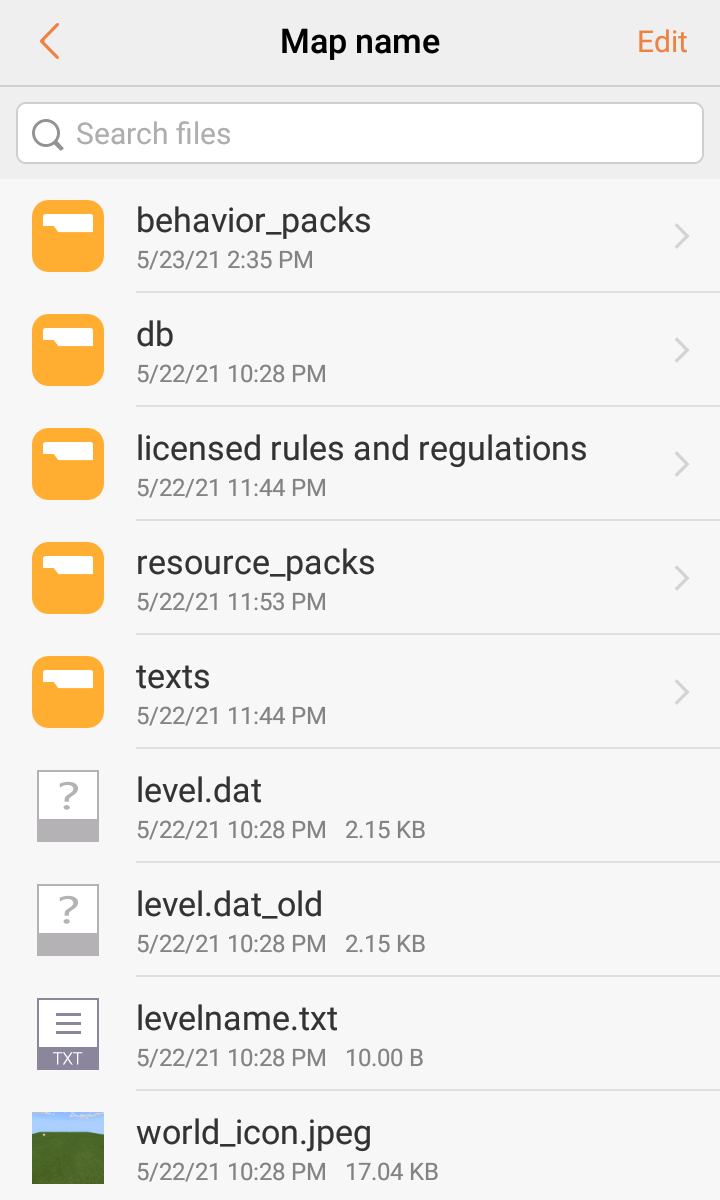 Map name
Edit
Search files
behavior_packs
5/23/21 2:35 PM
db
5/22/21 10:28 PM
licensed rules and regulations
5/22/21 11:44 PM
resource_packs
5/22/21 11:53 PM
texts
5/22/21 11:44 PM
?
level.dat
5/22/21 10:28 PM 2.15 KB
?
level.dat_old
5/22/21 10:28 PM 2.15 KB
levelname.txt
TXT
5/22/21 10:28 PM 10.00 B
world_icon.jpeg
5/22/21 10:28 PM 17.04 KB